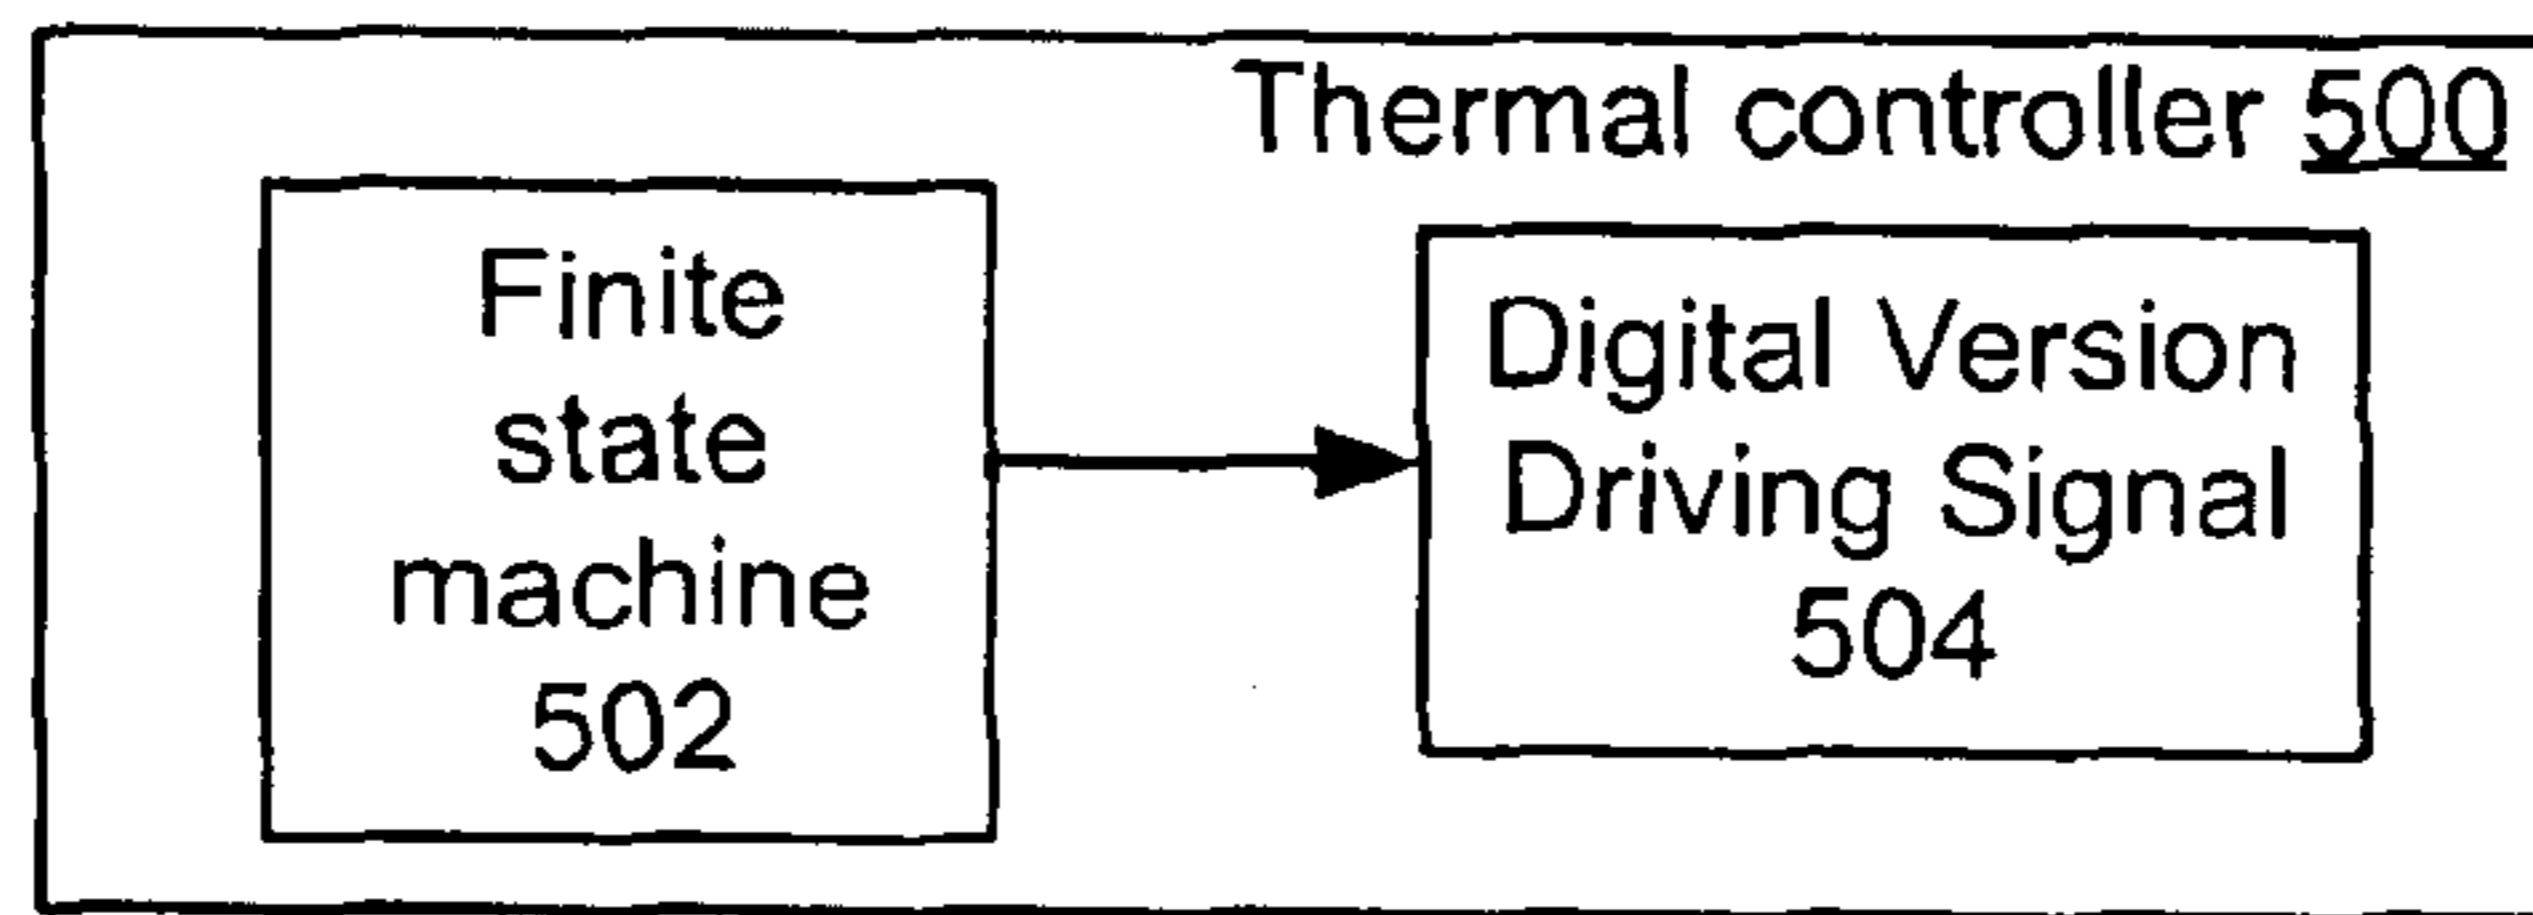 Thermal controller 500
Finite
state
machine
502
Digital Version
Driving Signal
504